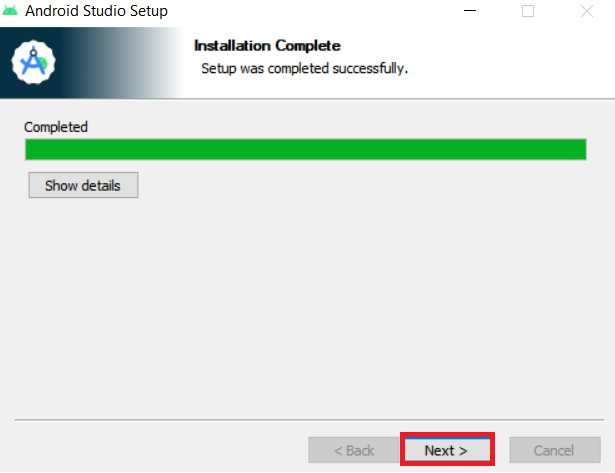 Android Studio Setup
Installation Complete
Setup was completed successfully.
Completed
Show details
< Back
Next >
Cancel